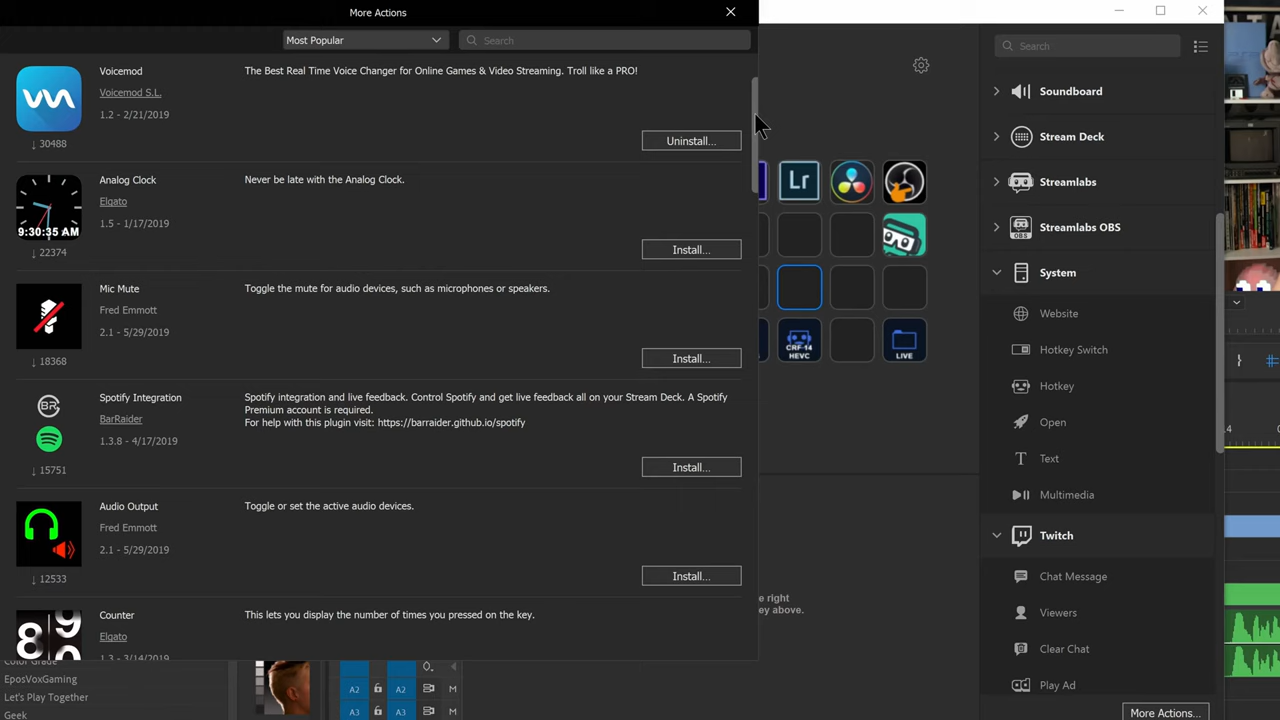 More Actions
Most Popular
Search
Voicemod
Voicemod S.L.
1.2 - 2/21/2019
↓ 30488
The Best Real Time Voice Changer for Online Games & Video Streaming. Troll like a PRO!
Uninstall...
Analog Clock
Elgato
1.5 - 1/17/2019
9:30:35 AM
↓ 22374
Never be late with the Analog Clock.
Install...
Mic Mute
Fred Emmott
2.1 - 5/29/2019
↓ 18368
Toggle the mute for audio devices, such as microphones or speakers.
Install...
Spotify Integration
BarRaider
1.3.8 - 4/17/2019
BR
↓ 15751
Spotify integration and live feedback. Control Spotify and get live feedback all on your Stream Deck. A Spotify
Premium account is required.
For help with this plugin visit: https://barraider.github.io/spotify
Install...
Audio Output
Fred Emmott
2.1 - 5/29/2019
↓ 12533
Toggle or set the active audio devices.
Install...
Counter
Elgato
1.3 - 3/14/2019
This lets you display the number of times you pressed on the key.
Lr
CRF-14
HEVC
LIVE
e right
ey above.
Search
Soundboard
Stream Deck
Streamlabs
OBS
Streamlabs OBS
System
Website
Hotkey Switch
Hotkey
Open
Text
Multimedia
Twitch
Chat Message
Viewers
Clear Chat
Play Ad
More Actions...
Color Grade
EposVoxGaming
Let's Play Together
Geek
A2 A2 M
A3 A3 M